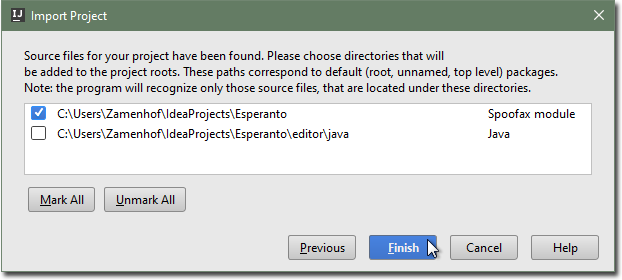 IJ Import Project
Source files for your project have been found. Please choose directories that will
be added to the project roots. These paths correspond to default (root, unnamed, top level) packages.
Note: the program will recognize only those source files, that are located under these directories.
C:\Users\Zamenhof\IdeaProjects\Esperanto Spoofax module
C:\Users\Zamenhof\IdeaProjects\Esperanto\editor\java Java
Mark All Unmark All
Previous Finish Cancel Help